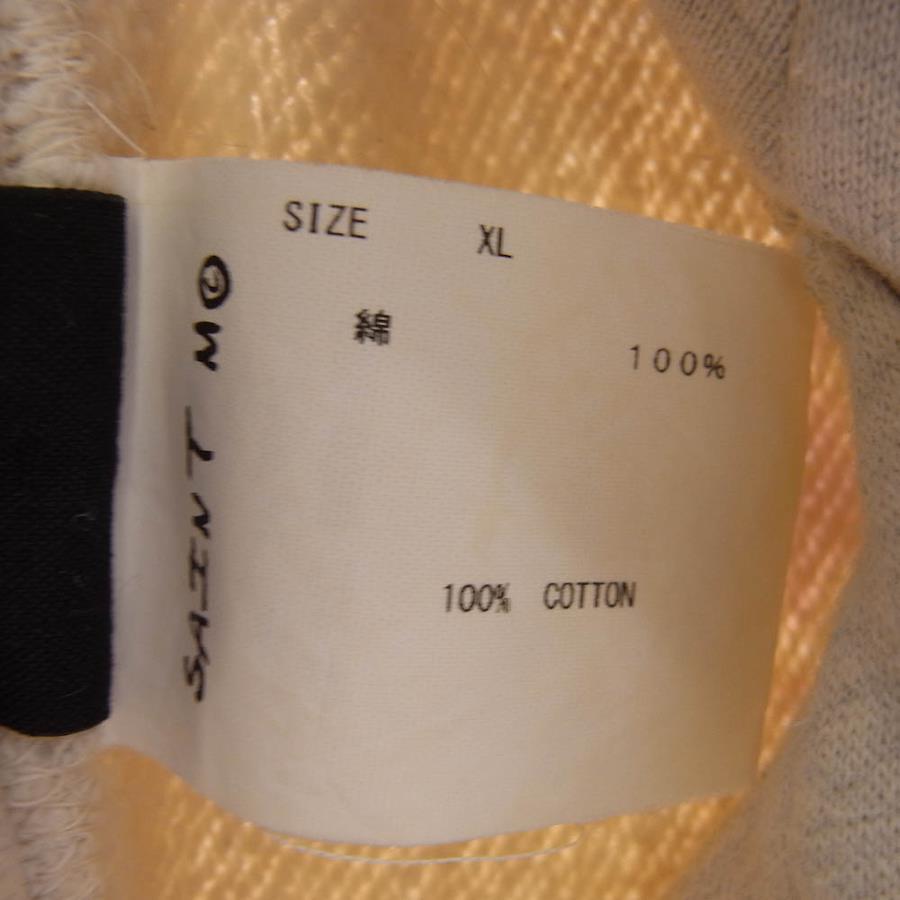 SIZE XL
綿 １００％
100% COTTON
SAINT M